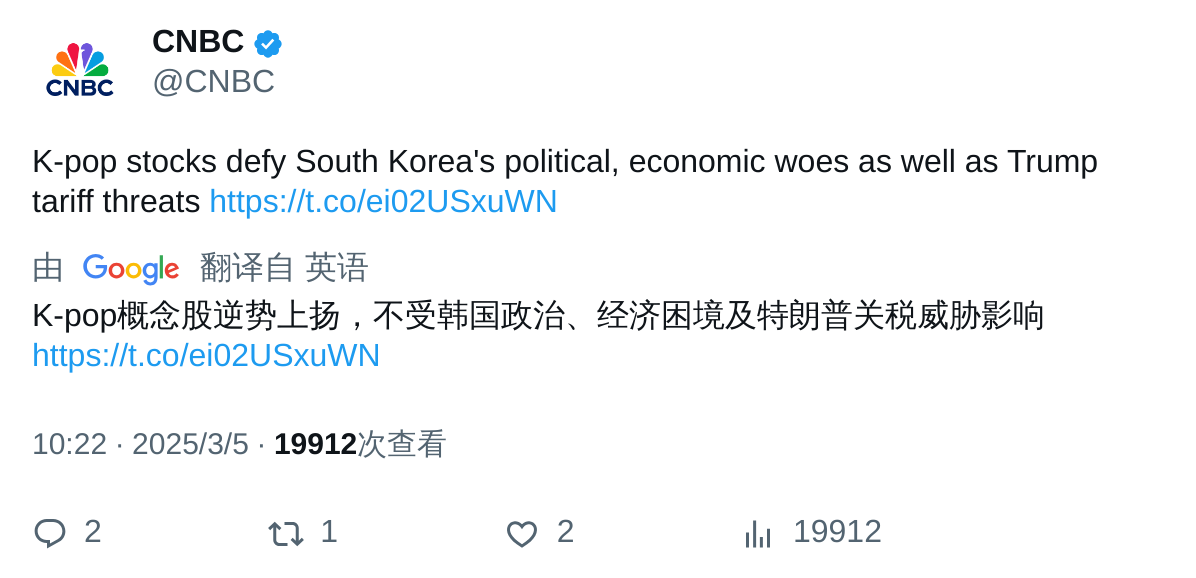 CNBC
CNBC
@CNBC
K-pop stocks defy South Korea's political, economic woes as well as Trump
tariff threats https://t.co/ei02USxuWN
由 Google 翻译自 英语
K-pop概念股逆势上扬，不受韩国政治、经济困境及特朗普关税威胁影响
https://t.co/ei02USxuWN
10:22 · 2025/3/5 · 19912次查看
2 1 2 19912